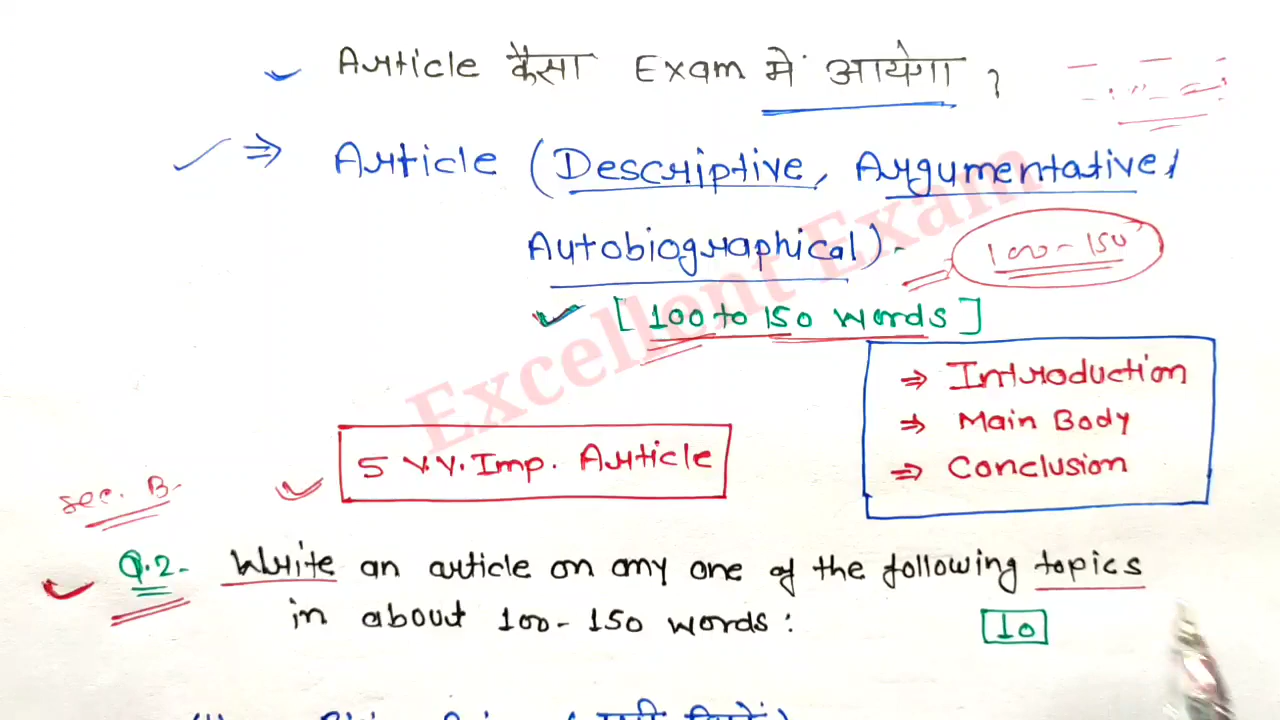 Article कैसा Exam में आयेगा ?
⇒ Article (Descriptive, Argumentative,
Autobiographical) -
100-150
[100 to 150 words]
Excellent Exam
⇒ Introduction
⇒ Main Body
⇒ Conclusion
5 V.V. Imp. Article
Sec. B.
Q.2- Write an article on any one of the following topics
in about 100-150 words :
10